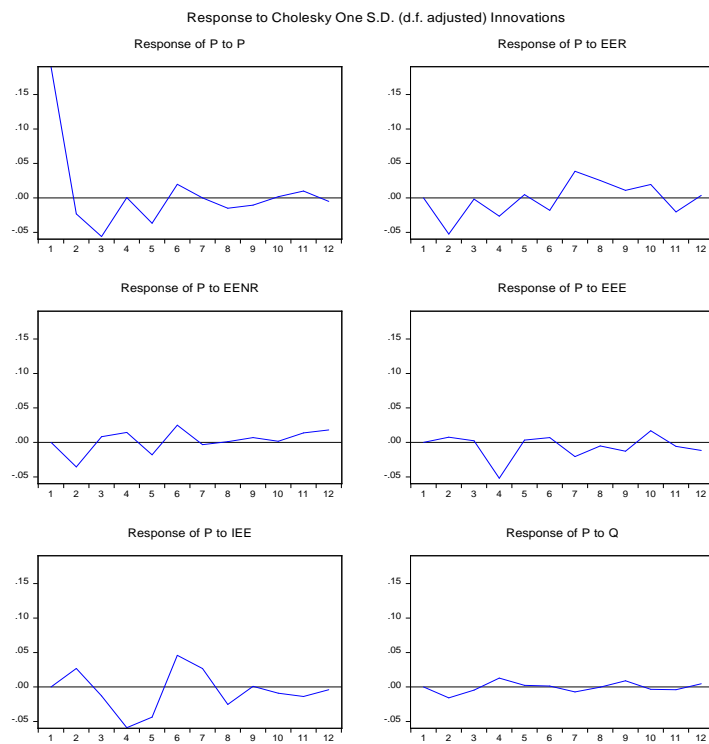 Response to Cholesky One S.D. (d.f. adjusted) Innovations
Response of P to P
.15
.10
.05
.00
-.05
1 2 3 4 5 6 7 8 9 10 11 12
Response of P to EER
.15
.10
.05
.00
-.05
1 2 3 4 5 6 7 8 9 10 11 12
Response of P to EENR
.15
.10
.05
.00
-.05
1 2 3 4 5 6 7 8 9 10 11 12
Response of P to EEE
.15
.10
.05
.00
-.05
1 2 3 4 5 6 7 8 9 10 11 12
Response of P to IEE
.15
.10
.05
.00
-.05
1 2 3 4 5 6 7 8 9 10 11 12
Response of P to Q
.15
.10
.05
.00
-.05
1 2 3 4 5 6 7 8 9 10 11 12